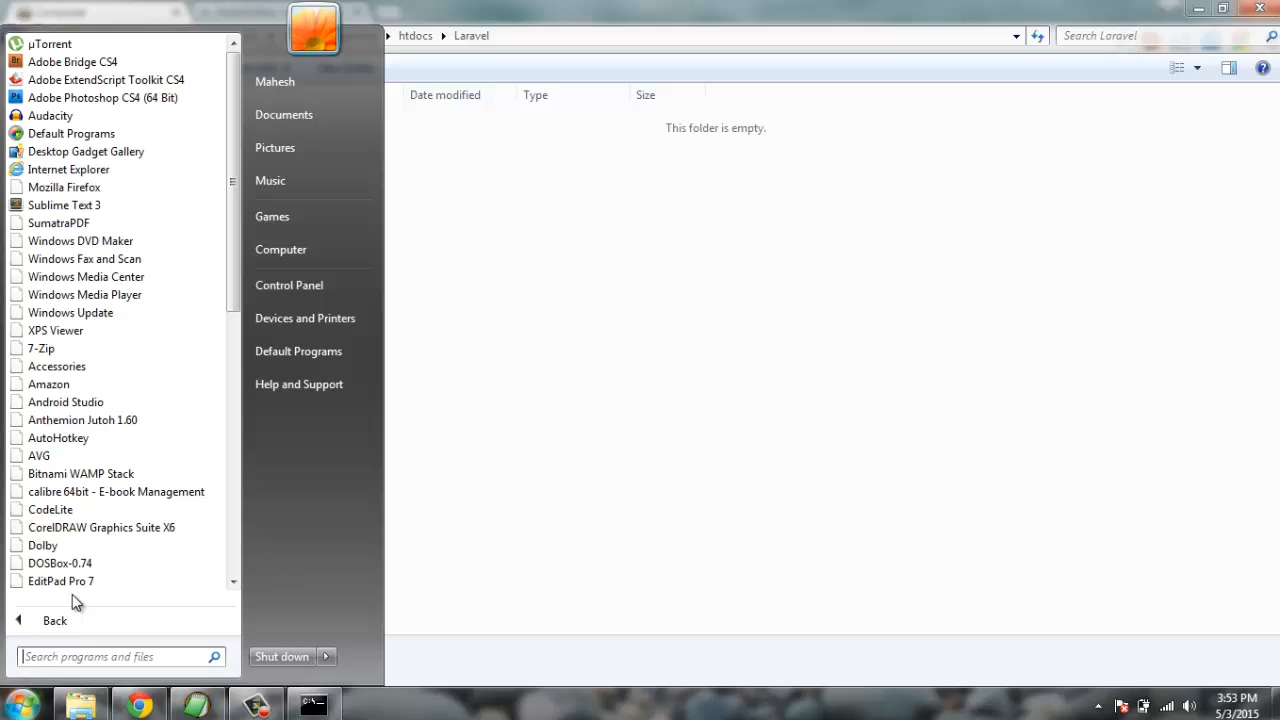 htdocs
Laravel
Search Laravel
Date modified
Type
Size
This folder is empty.
µTorrent
Br
Adobe Bridge CS4
Adobe ExtendScript Toolkit CS4
Ps
Adobe Photoshop CS4 (64 Bit)
Audacity
Default Programs
Desktop Gadget Gallery
Internet Explorer
Mozilla Firefox
Sublime Text 3
SumatraPDF
Windows DVD Maker
Windows Fax and Scan
Windows Media Center
Windows Media Player
Windows Update
XPS Viewer
7-Zip
Accessories
Amazon
Android Studio
Anthemion Jutoh 1.60
AutoHotkey
AVG
Bitnami WAMP Stack
calibre 64bit - E-book Management
CodeLite
CorelDRAW Graphics Suite X6
Dolby
DOSBox-0.74
EditPad Pro 7
Back
Search programs and files
Mahesh
Documents
Pictures
Music
Games
Computer
Control Panel
Devices and Printers
Default Programs
Help and Support
Shut down
C:\.
3:53 PM
5/3/2015